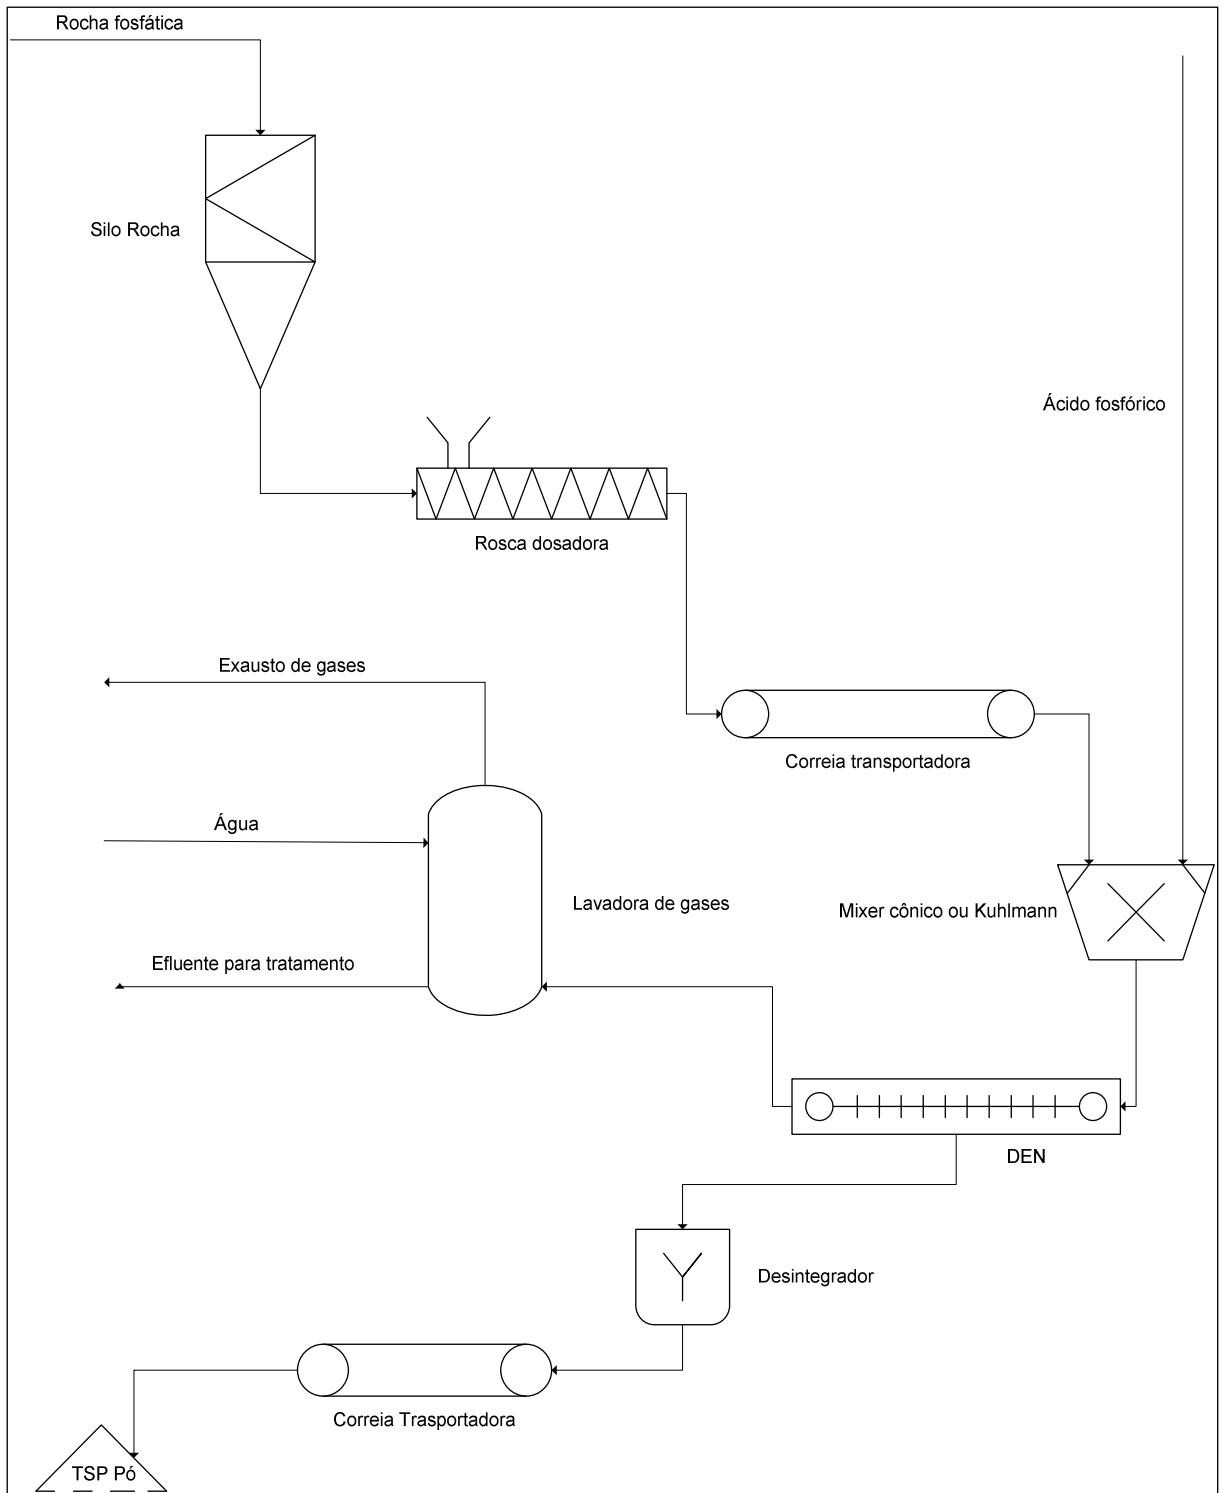 Rocha fosfática
Silo Rocha
Ácido fosfórico
Rosca dosadora
Exausto de gases
Correia transportadora
Água
Lavadora de gases
Mixer cônico ou Kuhlmann
Efluente para tratamento
DEN
Desintegrador
Correia Trasportadora
TSP Pó